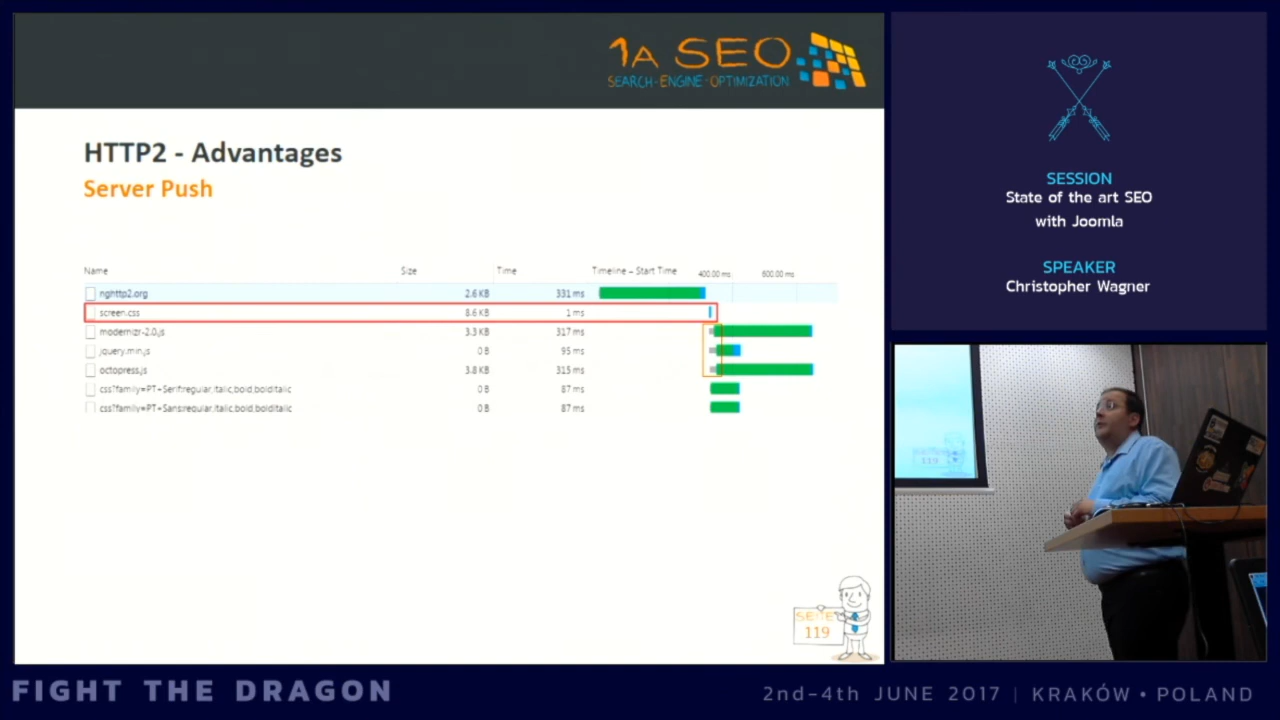 1A SEO
SEARCH-ENGINE-OPTIMIZATION
HTTP2 - Advantages
Server Push
Name Size Time Timeline – Start Time 400.00 ms 600.00 ms
nghttp2.org 2.6 KB 331 ms
screen.css 8.6 KB 1 ms
modernizr-2.0.js 3.3 KB 317 ms
jquery.min.js 0 B 95 ms
octopress.js 3.8 KB 315 ms
css?family=PT+Serif:regular,italic,bold,bolditalic 0 B 87 ms
css?family=PT+Sans:regular,italic,bold,bolditalic 0 B 87 ms
SEITE
119
SESSION
State of the art SEO
with Joomla
SPEAKER
Christopher Wagner
119
FIGHT THE DRAGON
2nd-4th JUNE 2017 | KRAKÓW • POLAND